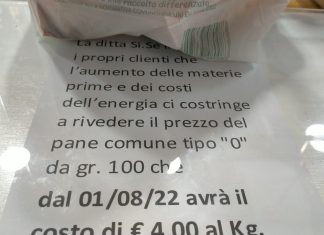 raccolta differenziata
La ditta SI.Se
i propri clienti che
l'aumento delle materie
prime e dei costi
dell'energia ci costringe
a rivedere il prezzo del
pane comune tipo "0"
da gr. 100 che
dal 01/08/22 avrà il
costo di € 4,00 al Kg.